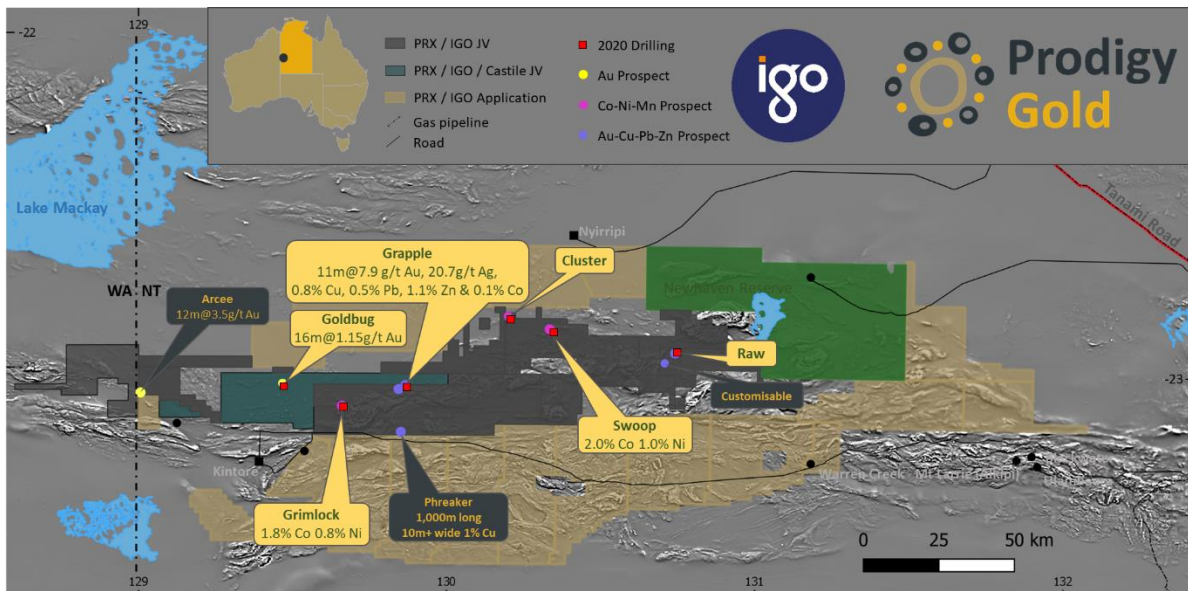 129
-22
PRX / IGO JV
PRX / IGO / Castile JV
PRX / IGO Application
Gas pipeline
Road
2020 Drilling
Au Prospect
Co-Ni-Mn Prospect
Au-Cu-Pb-Zn Prospect
igo
Prodigy
Gold
Lake Mackay
Tanami Road
Nyirripi
Grapple
11m@7.9 g/t Au, 20.7g/t Ag,
0.8% Cu, 0.5% Pb, 1.1% Zn & 0.1% Co
Cluster
WA NT
Newhaven Reserve
Arcee
12m@3.5g/t Au
Goldbug
16m@1.15g/t Au
Raw
-23
Customisable
Swoop
2.0% Co 1.0% Ni
Kintore
Warren Creek
Phreaker
1,000m long
10m+ wide 1% Cu
Grimlock
1.8% Co 0.8% Ni
0 25 50 km
129
130
131
132